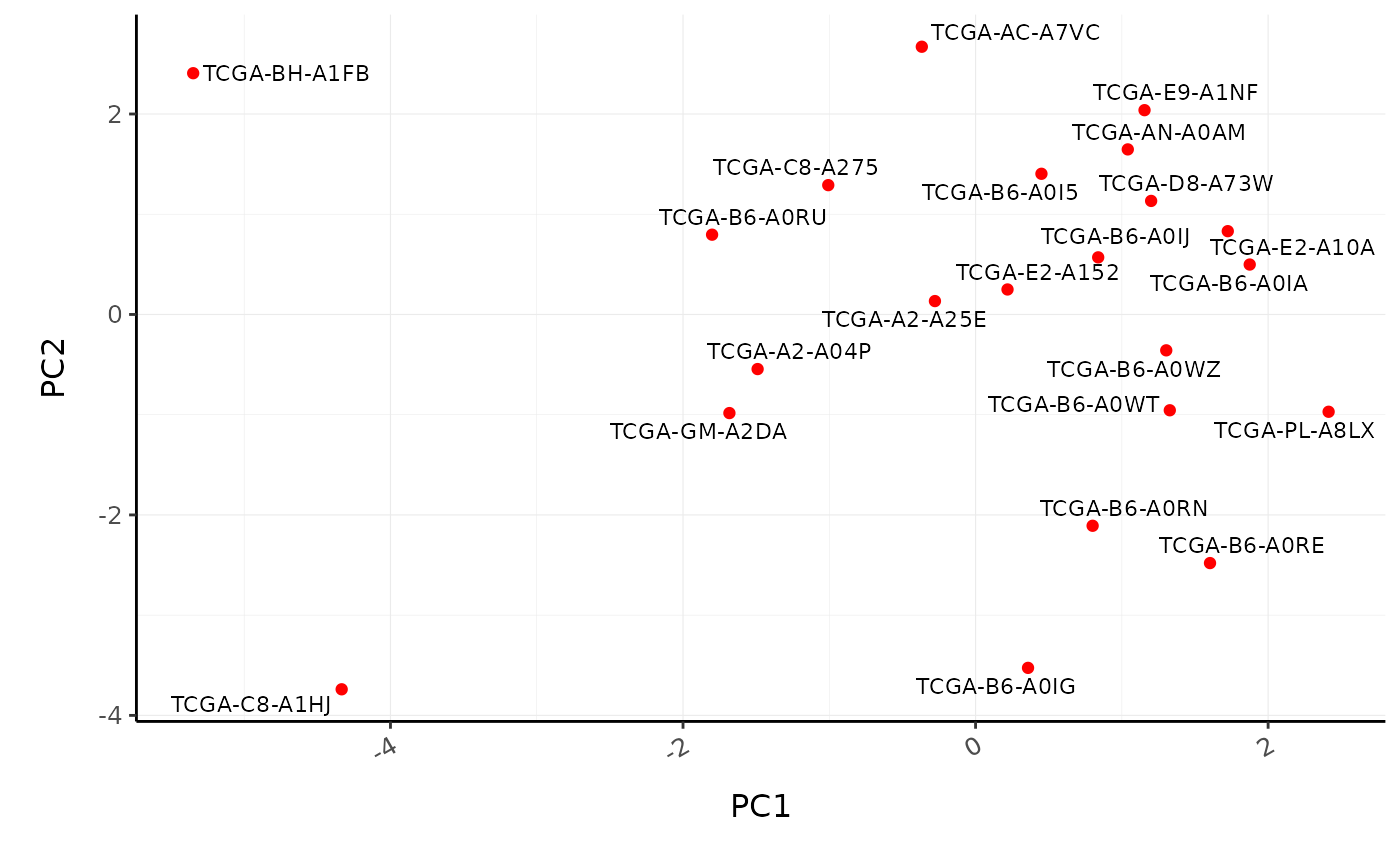 TCGA-AC-A7VC
TCGA-BH-A1FB
TCGA-E9-A1NF
2
TCGA-AN-A0AM
TCGA-C8-A275
TCGA-B6-A0I5
TCGA-D8-A73W
TCGA-B6-A0RU
TCGA-B6-A0IJ
TCGA-E2-A10A
TCGA-E2-A152
TCGA-B6-A0IA
0
TCGA-A2-A25E
TCGA-A2-A04P
PC2
TCGA-B6-A0WZ
TCGA-B6-A0WT
TCGA-GM-A2DA
TCGA-PL-A8LX
-2
TCGA-B6-A0RN
TCGA-B6-A0RE
TCGA-B6-A0IG
TCGA-C8-A1HJ
-4
-4
-2
0
2
PC1